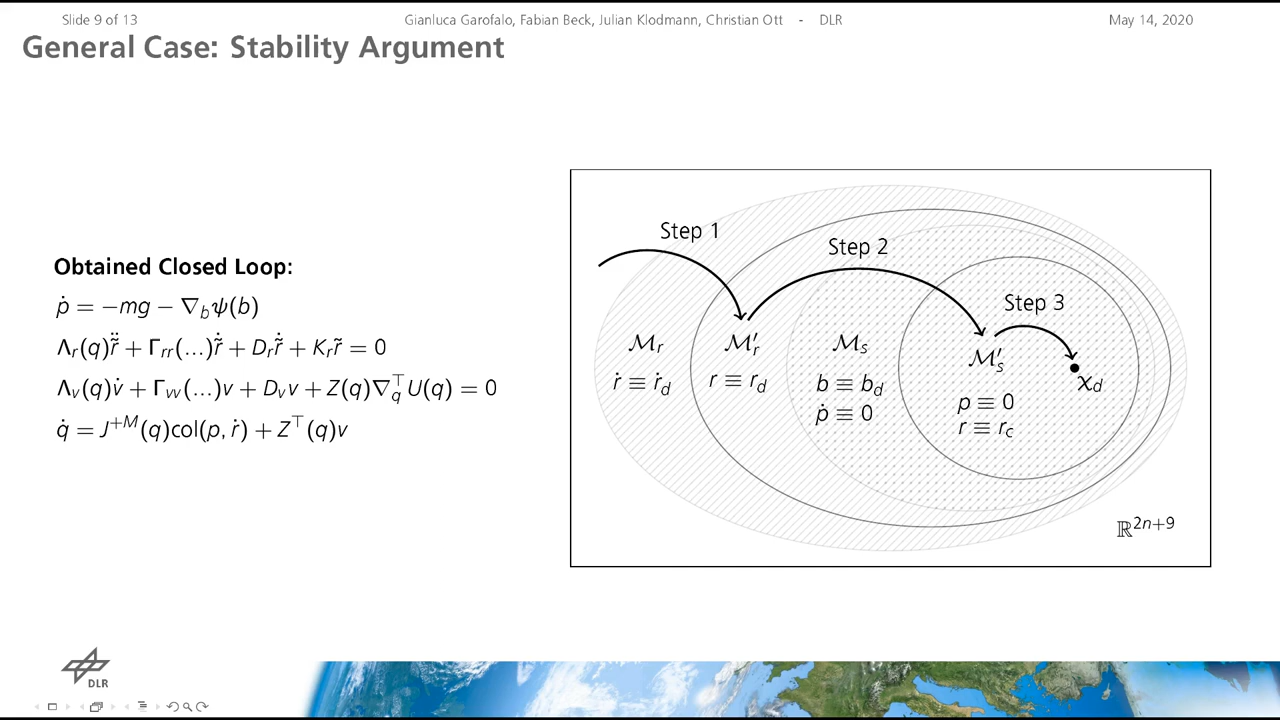 Slide 9 of 13 Gianluca Garofalo, Fabian Beck, Julian Klodmann, Christian Ott - DLR May 14, 2020
General Case: Stability Argument
Obtained Closed Loop:
ṗ = −mg − ∇_b ψ(b)
Λ_r(q)r̃̈ + Γ_rr(...)r̃̇ + D_r r̃̇ + K_r r̃ = 0
Λ_v(q)v̇ + Γ_vv(...)v + D_v v + Z(q)∇_q^⊤ U(q) = 0
q̇ = J^{+M}(q)col(p, ṙ) + Z^⊤(q)v
Step 1
Step 2
Step 3
ℳ_r
ṙ ≡ ṙ_d
ℳ′_r
r ≡ r_d
ℳ_s
b ≡ b_d
ṗ ≡ 0
ℳ′_s
p ≡ 0
r ≡ r_c
χ_d
ℝ^{2n+9}
DLR